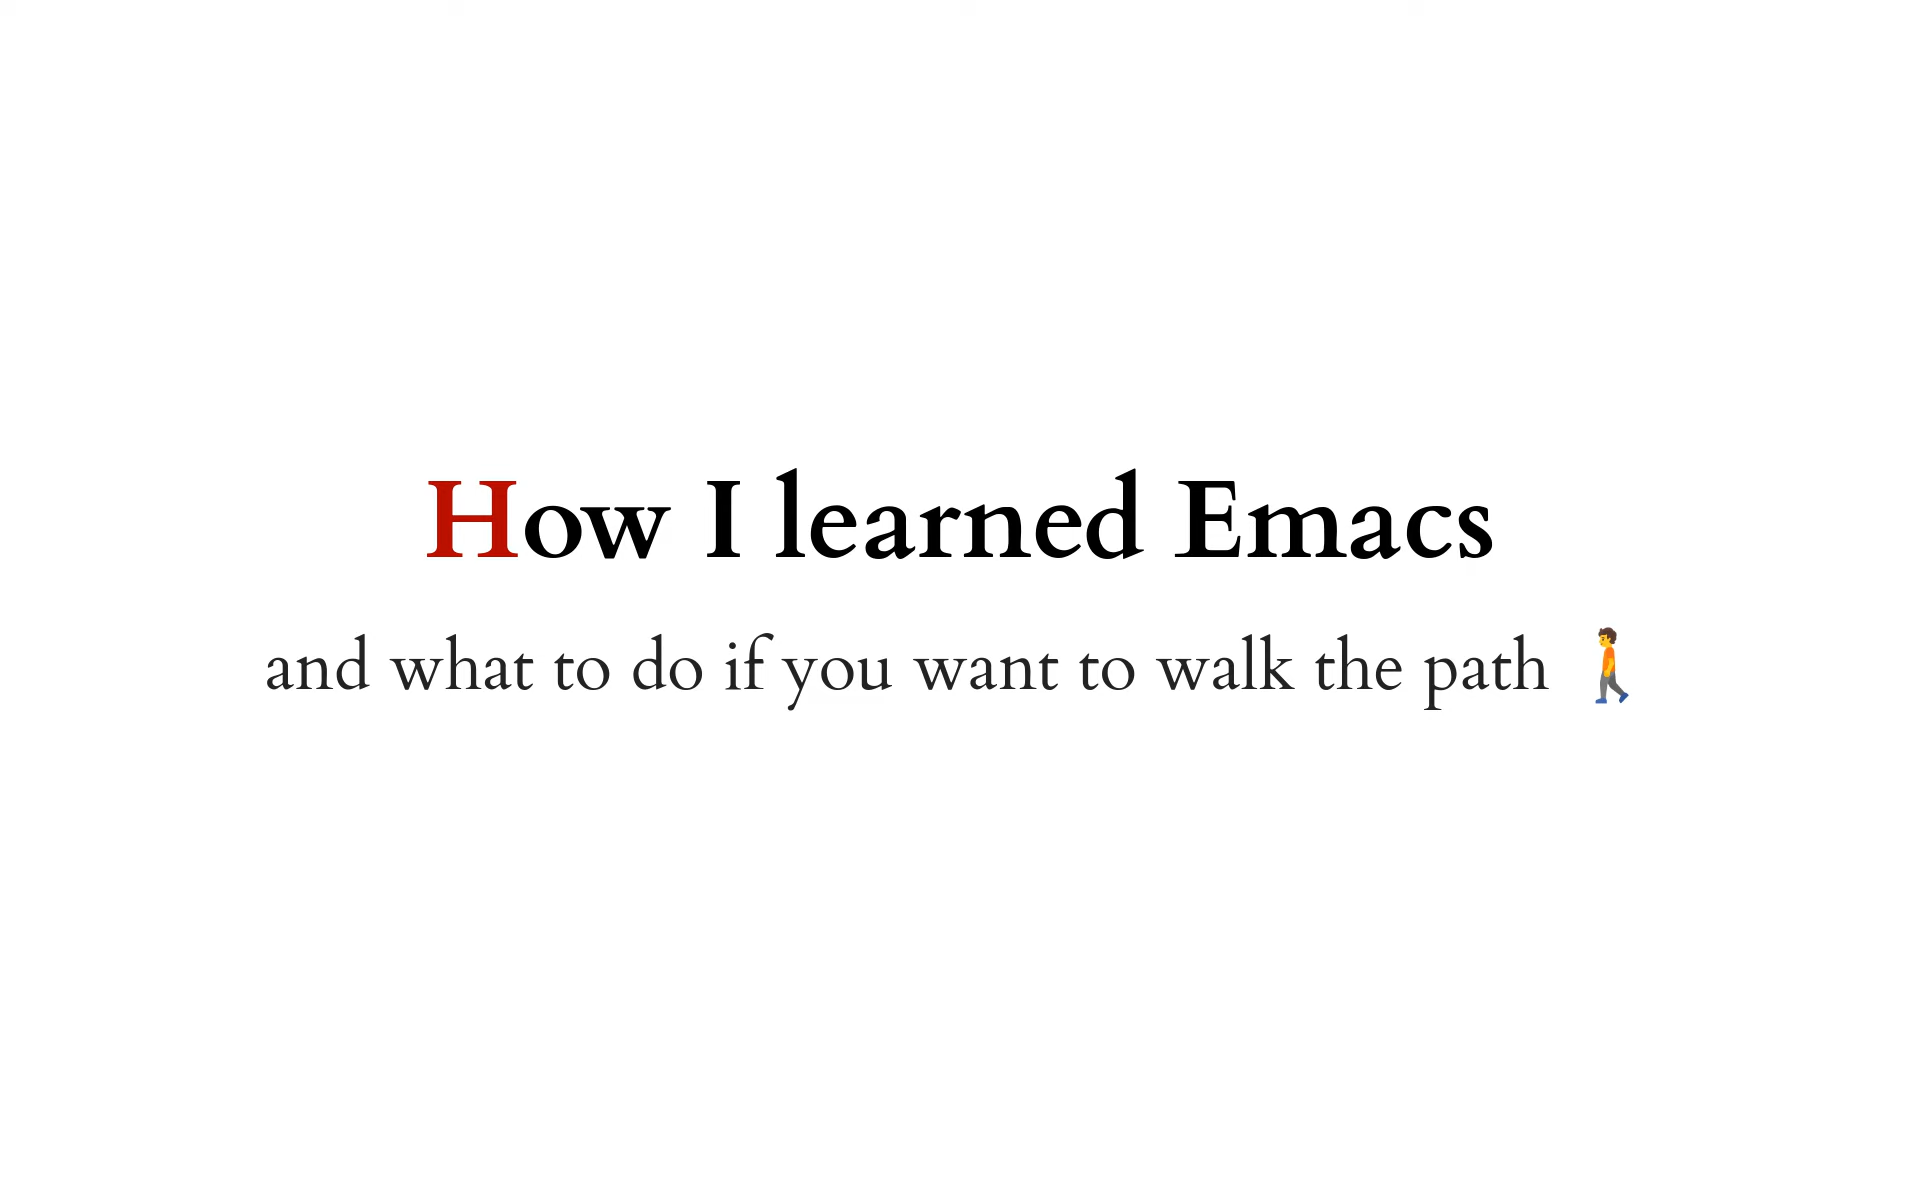 How I learned Emacs
and what to do if you want to walk the path 🚶